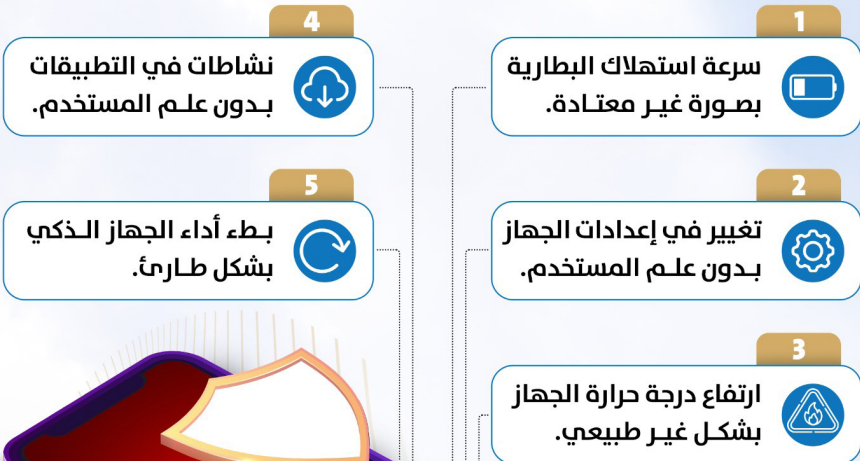 1
سرعة استهلاك البطارية
بصورة غير معتادة.
2
تغيير في إعدادات الجهاز
بدون علم المستخدم.
3
ارتفاع درجة حرارة الجهاز
بشكل غير طبيعي.
4
نشاطات في التطبيقات
بدون علم المستخدم.
5
بطء أداء الجهاز الذكي
بشكل طارئ.